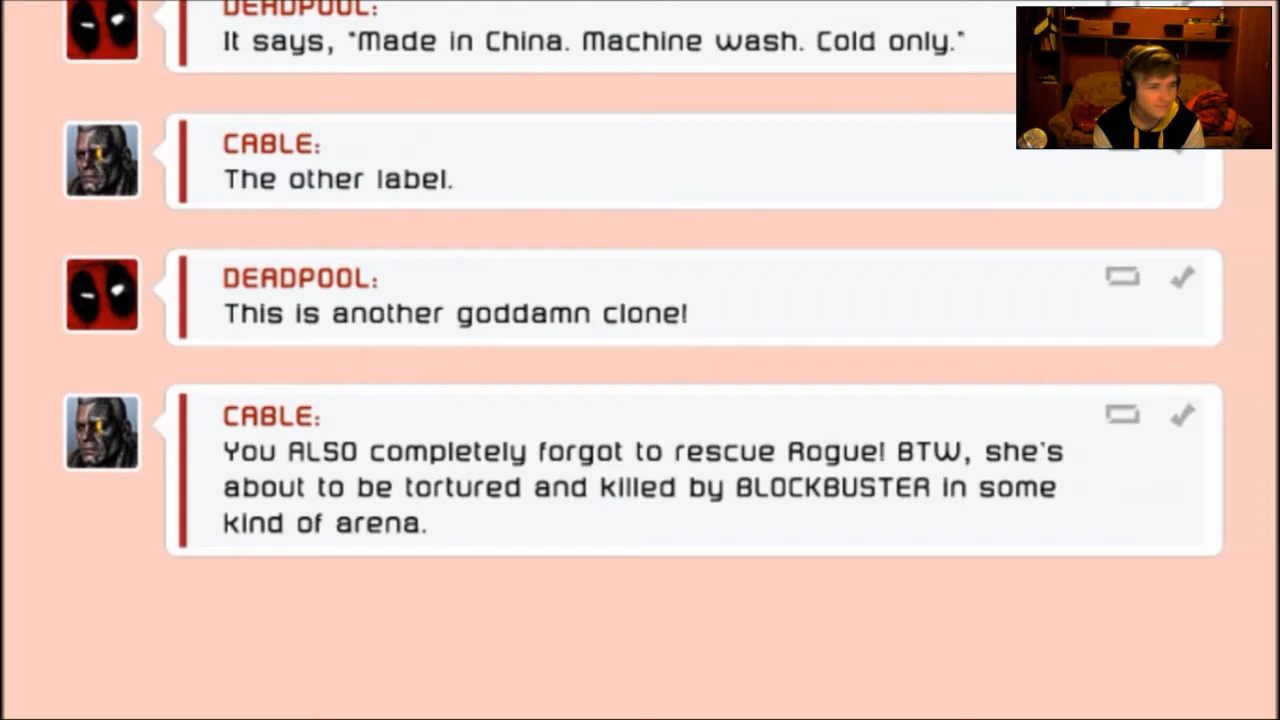 DEADPOOL:
It says, "Made in China. Machine wash. Cold only."
CABLE:
The other label.
DEADPOOL:
This is another goddamn clone!
CABLE:
You ALSO completely forgot to rescue Rogue! BTW, she's
about to be tortured and killed by BLOCKBUSTER in some
kind of arena.